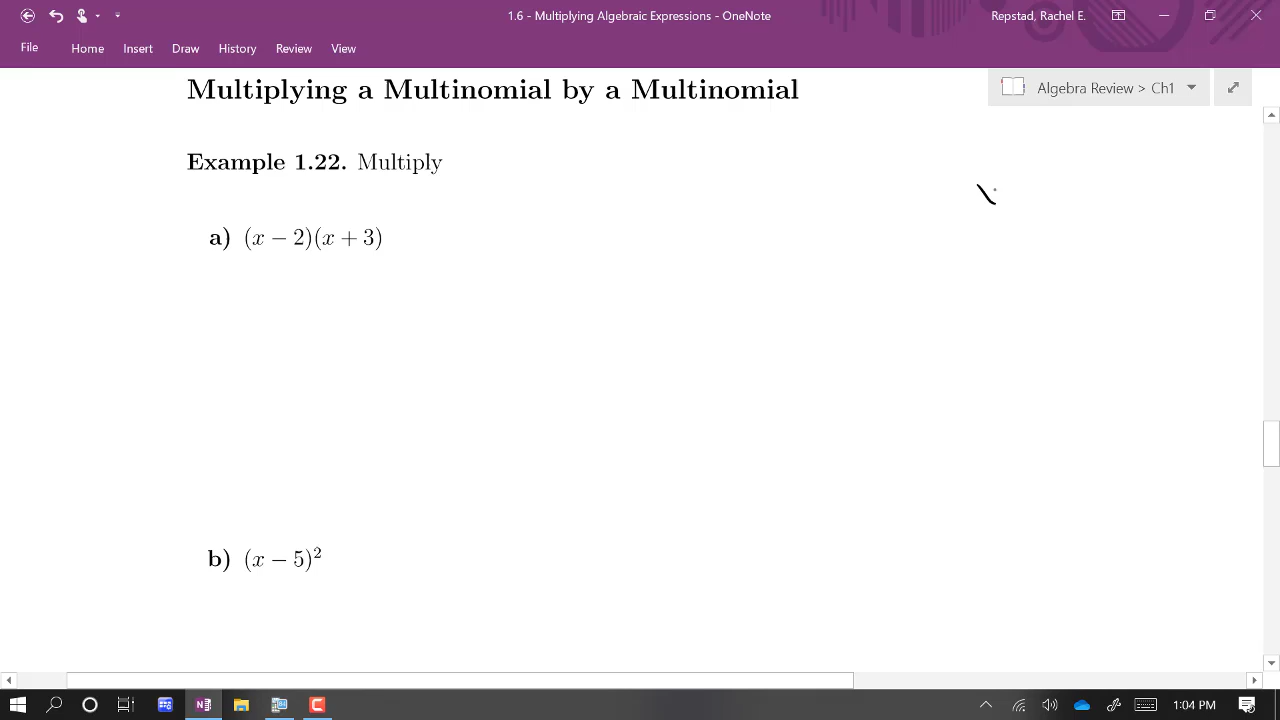 1.6 - Multiplying Algebraic Expressions - OneNote
Repstad, Rachel E.
File Home Insert Draw History Review View
Multiplying a Multinomial by a Multinomial
Algebra Review > Ch1
Example 1.22. Multiply
a) (x − 2)(x + 3)
b) (x − 5)²
1:04 PM